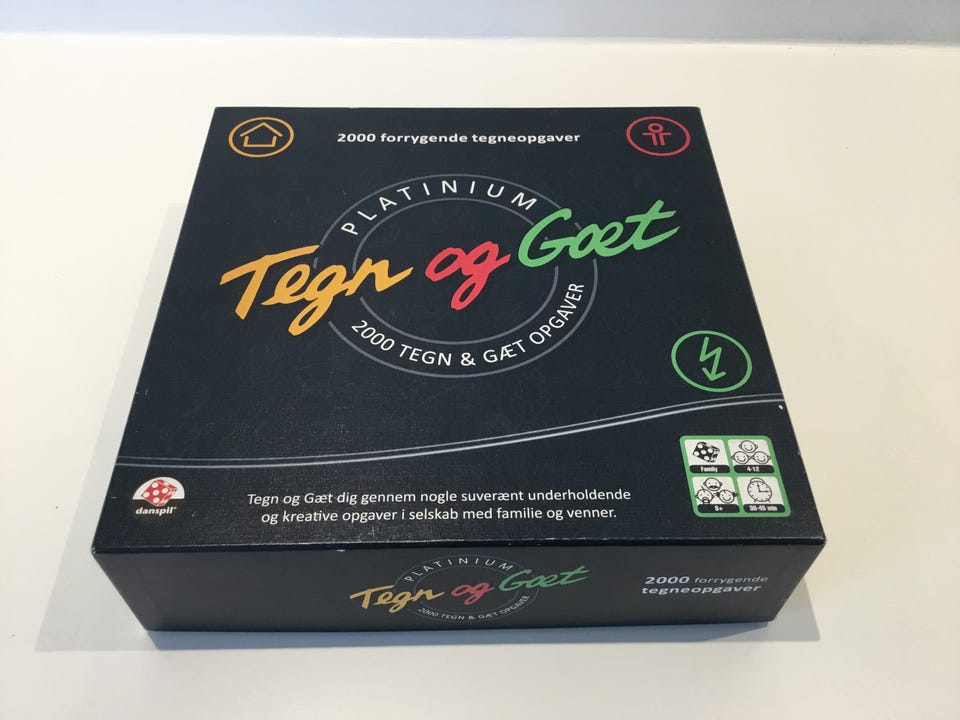 2000 forrygende tegneopgaver
PLATINIUM
Tegn og Gæt
2000 TEGN & GÆT OPGAVER
Family
4-12
8+
30-45 min
danspil®
Tegn og Gæt dig gennem nogle suverænt underholdende
og kreative opgaver i selskab med familie og venner.
PLATINIUM
Tegn og Gæt
2000 TEGN & GÆT OPGAVER
2000 forrygende
tegneopgaver